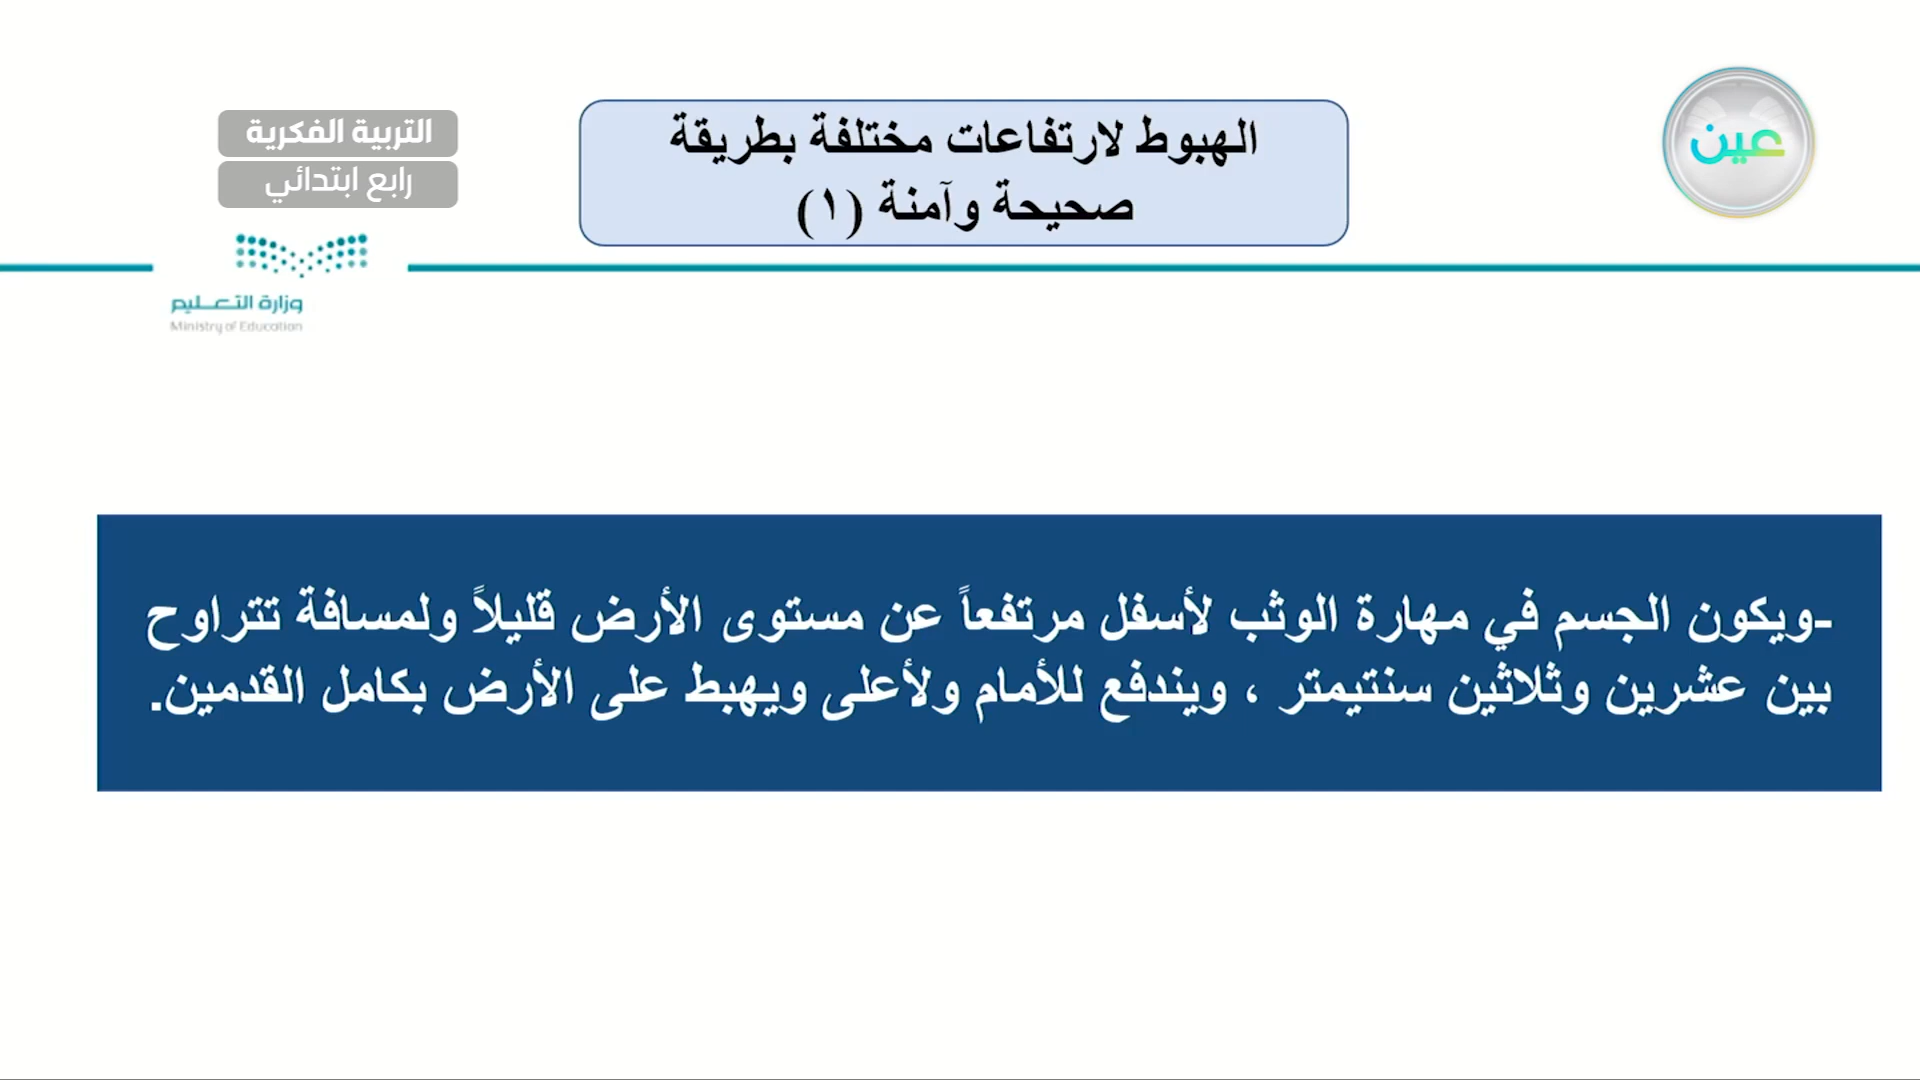 عين
الهبوط لارتفاعات مختلفة بطريقة
صحيحة وآمنة (١)
التربية الفكرية
رابع ابتدائي
وزارة التعليم
Ministry of Education
-ويكون الجسم في مهارة الوثب لأسفل مرتفعاً عن مستوى الأرض قليلاً ولمسافة تتراوح
بين عشرين وثلاثين سنتيمتر ، ويندفع للأمام ولأعلى ويهبط على الأرض بكامل القدمين.